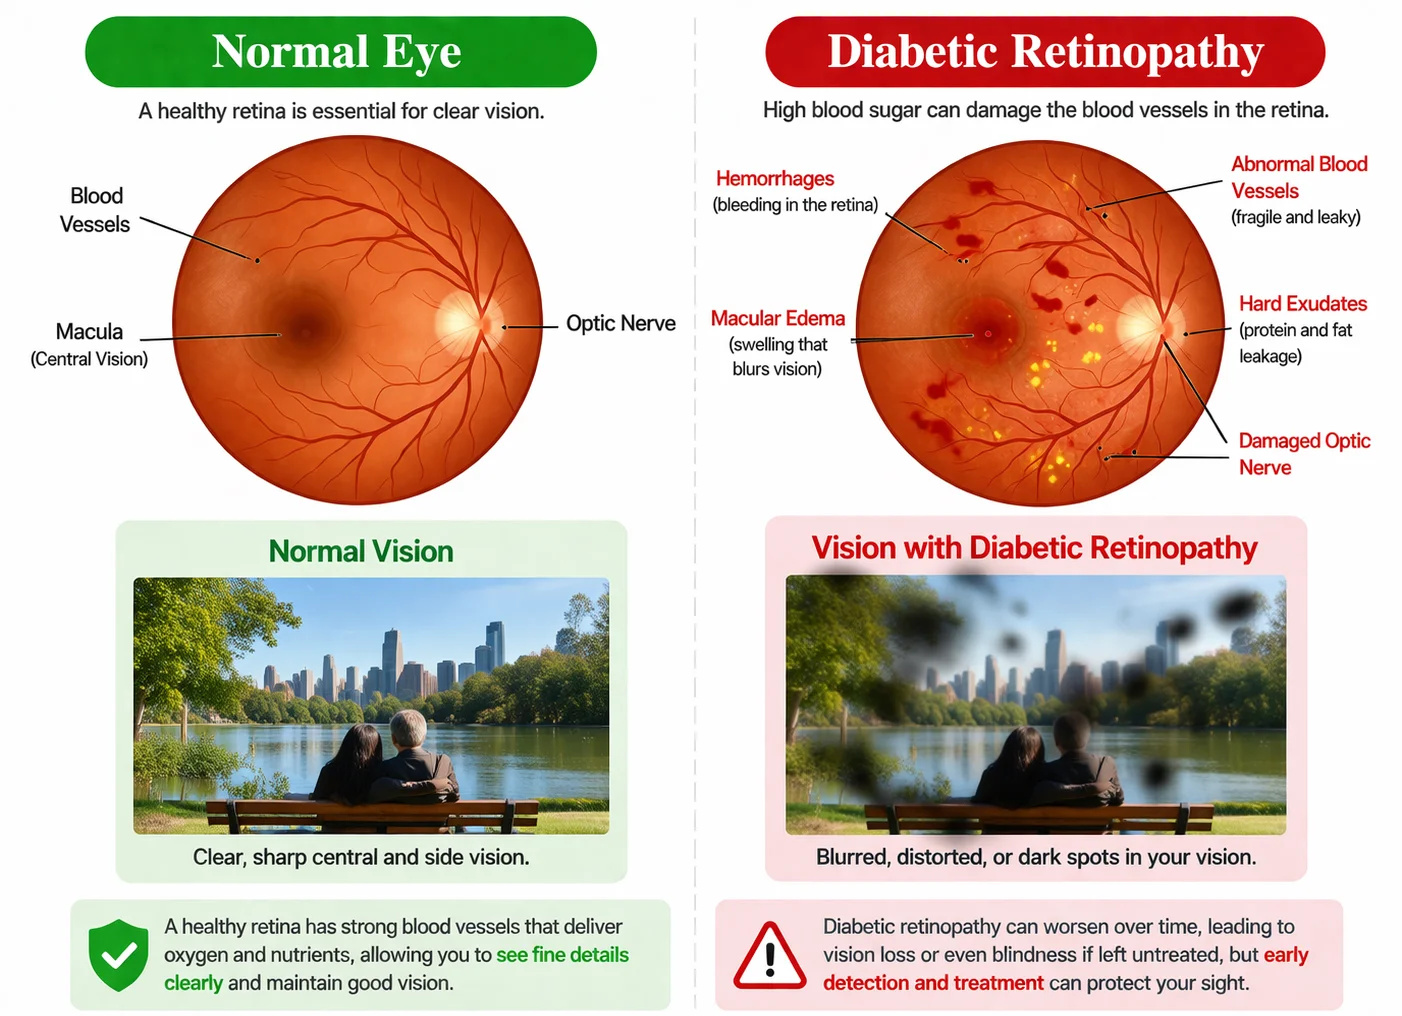 Normal Eye
A healthy retina is essential for clear vision.
Blood
Vessels
Macula
(Central Vision)
Optic Nerve
Normal Vision
Clear, sharp central and side vision.
A healthy retina has strong blood vessels that deliver
oxygen and nutrients, allowing you to see fine details
clearly and maintain good vision.
Diabetic Retinopathy
High blood sugar can damage the blood vessels in the retina.
Hemorrhages
(bleeding in the retina)
Macular Edema
(swelling that
blurs vision)
Abnormal Blood
Vessels
(fragile and leaky)
Hard Exudates
(protein and fat
leakage)
Damaged Optic
Nerve
Vision with Diabetic Retinopathy
Blurred, distorted, or dark spots in your vision.
Diabetic retinopathy can worsen over time, leading to
vision loss or even blindness if left untreated, but early
detection and treatment can protect your sight.